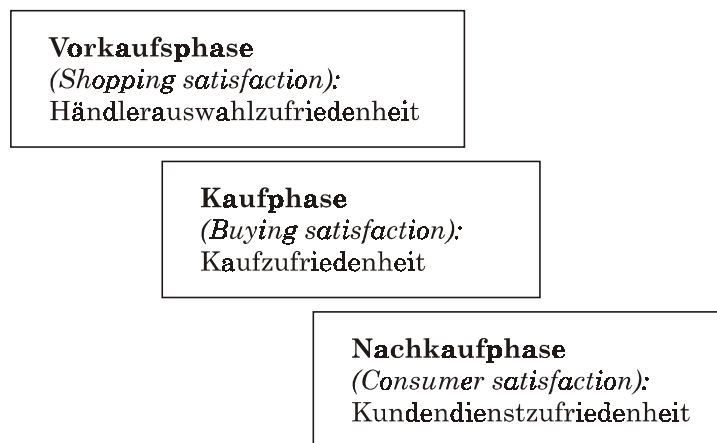 Vorkaufsphase
(Shopping satisfaction):
Händlerauswahlzufriedenheit
Kaufphase
(Buying satisfaction):
Kaufzufriedenheit
Nachkaufphase
(Consumer satisfaction):
Kundendienstzufriedenheit